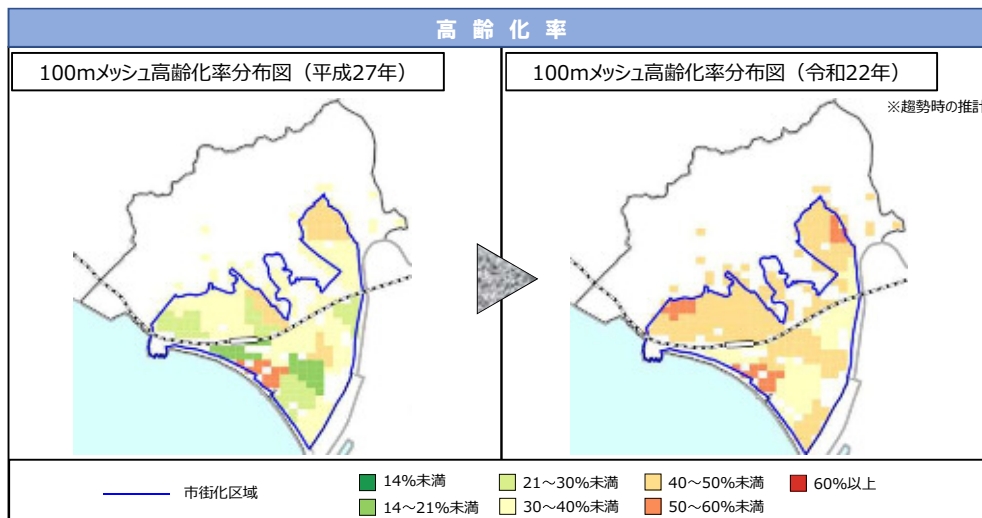 高齢化率
100mメッシュ高齢化率分布図（平成27年）
100mメッシュ高齢化率分布図（令和22年）
※趨勢時の推計
市街化区域
14%未満
21～30%未満
40～50%未満
60%以上
14～21%未満
30～40%未満
50～60%未満